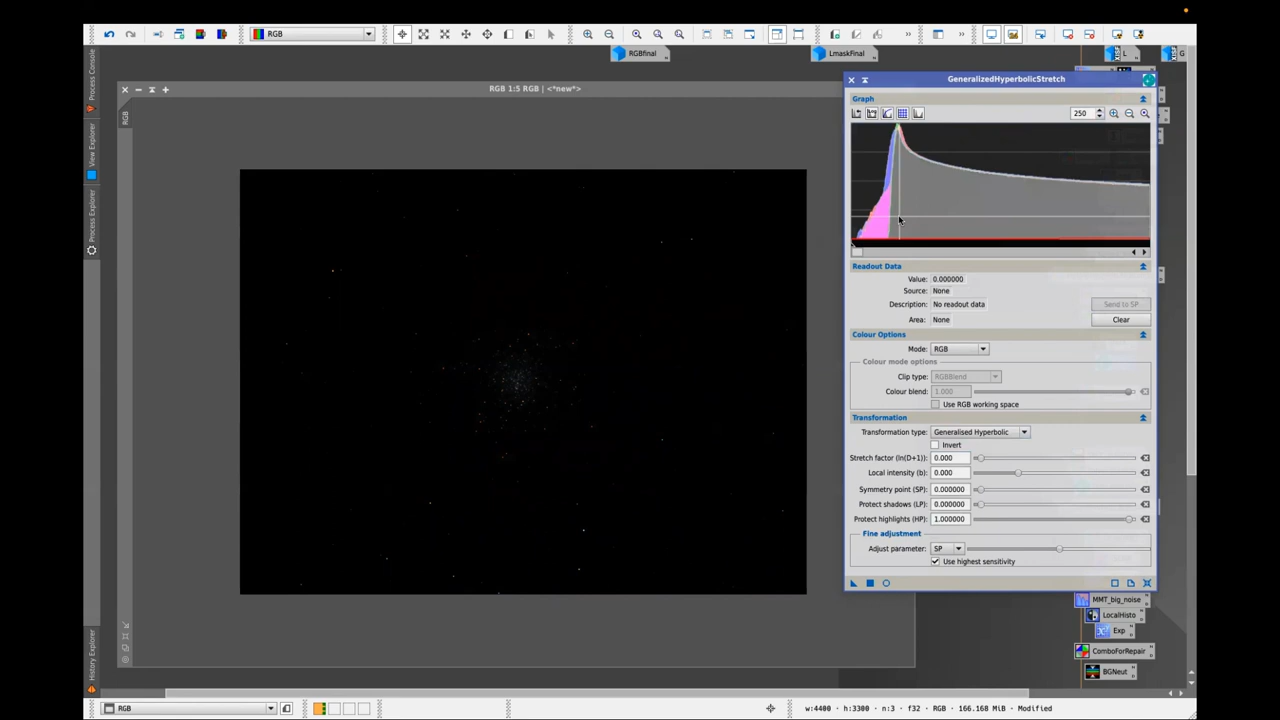 RGB
RGBfinal
LmaskFinal
L
G
Process Console
View Explorer
Process Explorer
History Explorer
RGB 1:5 RGB | <*new*>
RGB
GeneralizedHyperbolicStretch
Graph
250
Readout Data
Value: 0.000000
Source: None
Description: No readout data
Send to SP
Area: None
Clear
Colour Options
Mode: RGB
Colour mode options
Clip type: RGBBlend
Colour blend: 1.000
Use RGB working space
Transformation
Transformation type: Generalised Hyperbolic
Invert
Stretch factor (ln(D+1)): 0.000
Local intensity (b): 0.000
Symmetry point (SP): 0.000000
Protect shadows (LP): 0.000000
Protect highlights (HP): 1.000000
Fine adjustment
Adjust parameter: SP
Use highest sensitivity
MMT_big_noise
LocalHisto
Exp
ComboForRepair
BGNeut
RGB
w:4400 · h:3300 · n:3 · f32 · RGB · 166.168 MiB · Modified